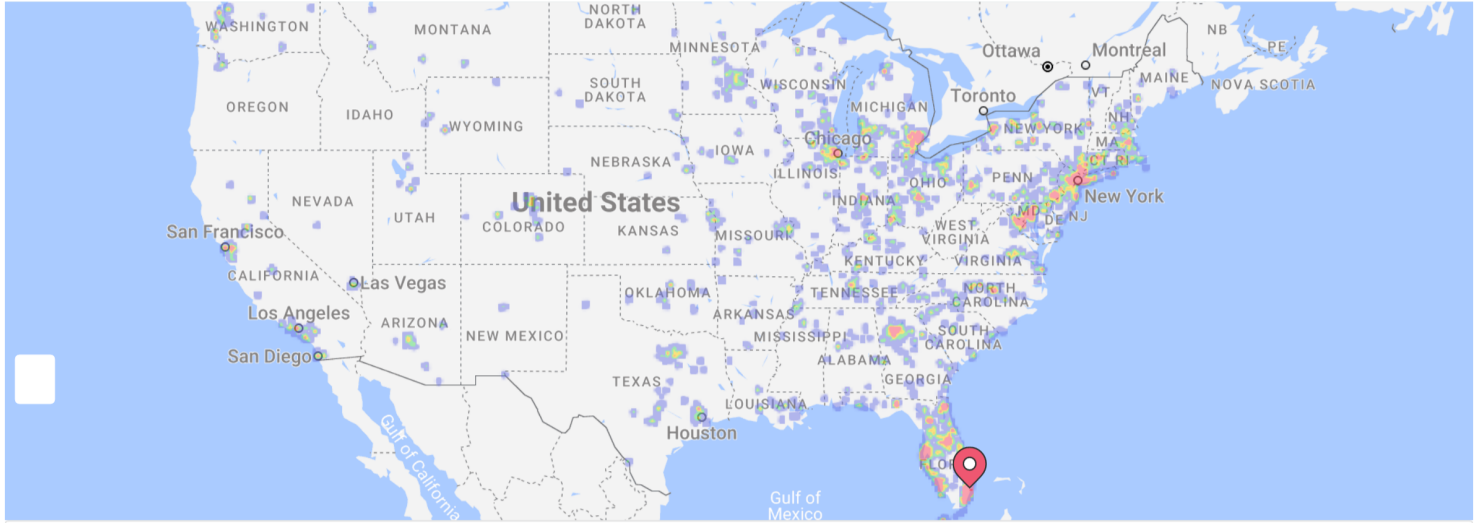 NORTH
DAKOTA
WASHINGTON
MONTANA
MINNESOTA
Ottawa
Montreal
NB
PE
MAINE
NOVA SCOTIA
SOUTH
DAKOTA
WISCONSIN
VT
OREGON
IDAHO
WYOMING
MICHIGAN
Toronto
NH
NEW YORK
Chicago
MA
IOWA
CT RI
NEBRASKA
ILLINOIS
PENN
OHIO
New York
NEVADA
United States
INDIANA
MD
DE
NJ
UTAH
COLORADO
KANSAS
MISSOURI
WEST
VIRGINIA
San Francisco
KENTUCKY
VIRGINIA
CALIFORNIA
Las Vegas
OKLAHOMA
TENNESSEE
NORTH
CAROLINA
Los Angeles
ARIZONA
NEW MEXICO
ARKANSAS
MISSISSIPPI
SOUTH
CAROLINA
San Diego
ALABAMA
TEXAS
GEORGIA
LOUISIANA
Houston
Gulf of California
FLOR
Gulf of
Mexico